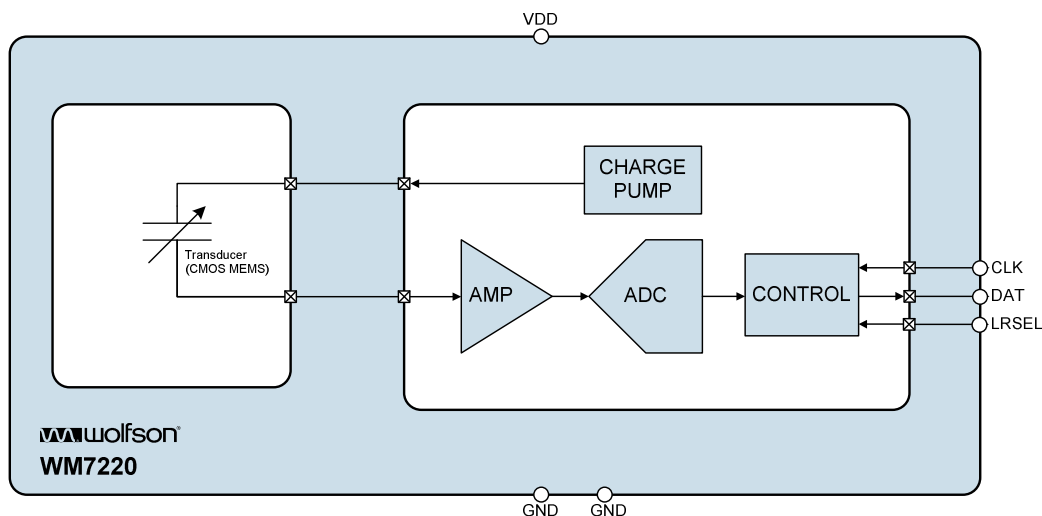 VDD
CHARGE
PUMP
Transducer
(CMOS MEMS)
AMP
ADC
CONTROL
CLK
DAT
LRSEL
wolfson®
WM7220
GND
GND